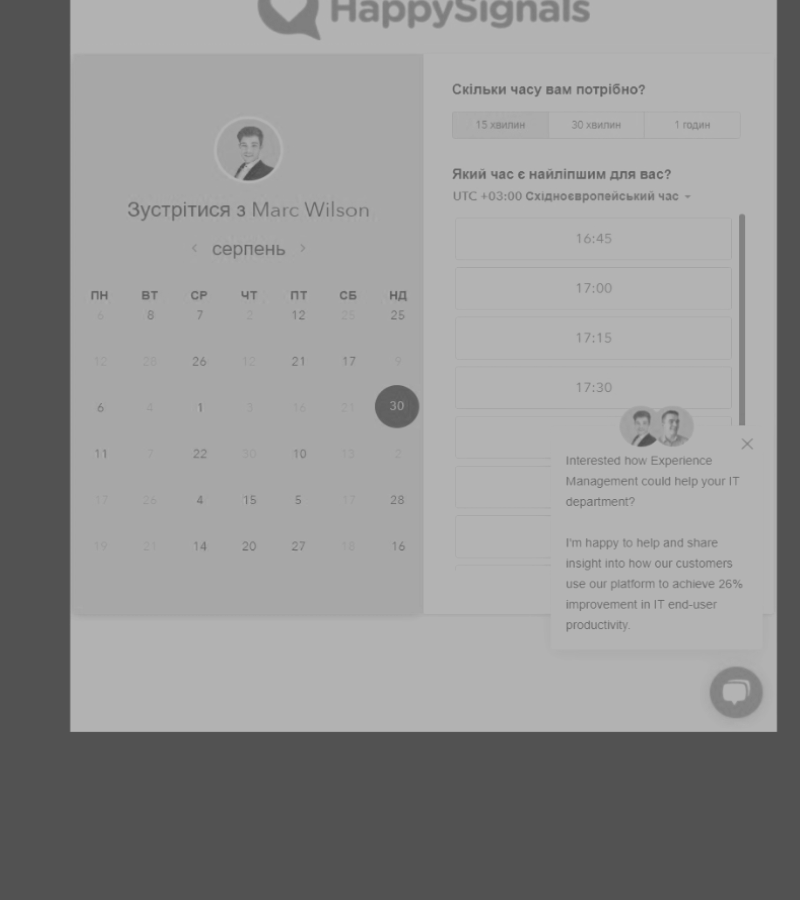 HappySignals
Скільки часу вам потрібно?
15 хвилин 30 хвилин 1 годин
Який час є найліпшим для вас?
UTC +03:00 Східноєвропейський час
16:45
17:00
17:15
17:30
Зустрітися з Marc Wilson
серпень
ПН ВТ СР ЧТ ПТ СБ НД
6 8 7 2 12 25 25
12 28 26 12 21 17 9
6 4 1 3 16 21 30
11 7 22 30 10 13 2
17 26 4 15 5 17 28
19 21 14 20 27 18 16
Interested how Experience
Management could help your IT
department?
I'm happy to help and share
insight into how our customers
use our platform to achieve 26%
improvement in IT end-user
productivity.